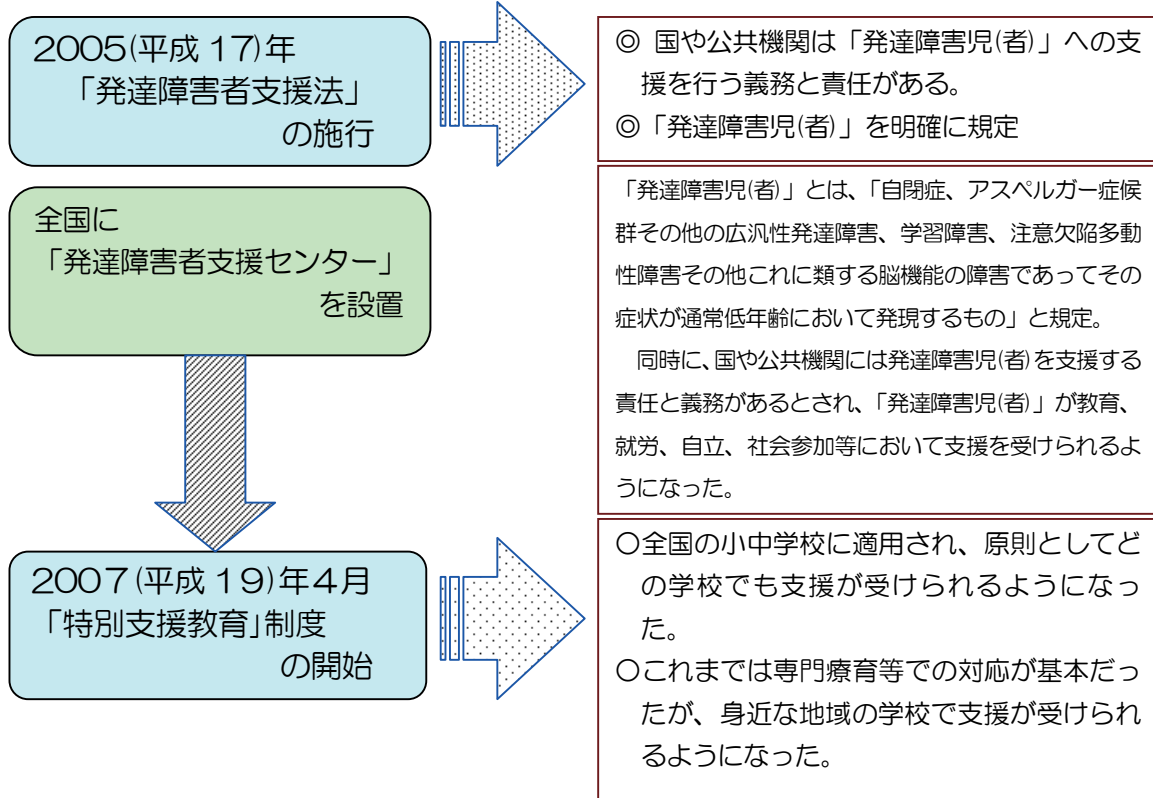 2005(平成 17)年
「発達障害者支援法」
の施行
◎ 国や公共機関は「発達障害児(者)」への支
援を行う義務と責任がある。
◎「発達障害児(者)」を明確に規定
全国に
「発達障害者支援センター」
を設置
「発達障害児(者)」とは、「自閉症、アスペルガー症候
群その他の広汎性発達障害、学習障害、注意欠陥多動
性障害その他これに類する脳機能の障害であってその
症状が通常低年齢において発現するもの」と規定。
同時に、国や公共機関には発達障害児(者)を支援する
責任と義務があるとされ、「発達障害児(者)」が教育、
就労、自立、社会参加等において支援を受けられるよ
うになった。
2007(平成 19)年4月
「特別支援教育」制度
の開始
○全国の小中学校に適用され、原則としてど
の学校でも支援が受けられるようになっ
た。
○これまでは専門療育等での対応が基本だっ
たが、身近な地域の学校で支援が受けられ
るようになった。